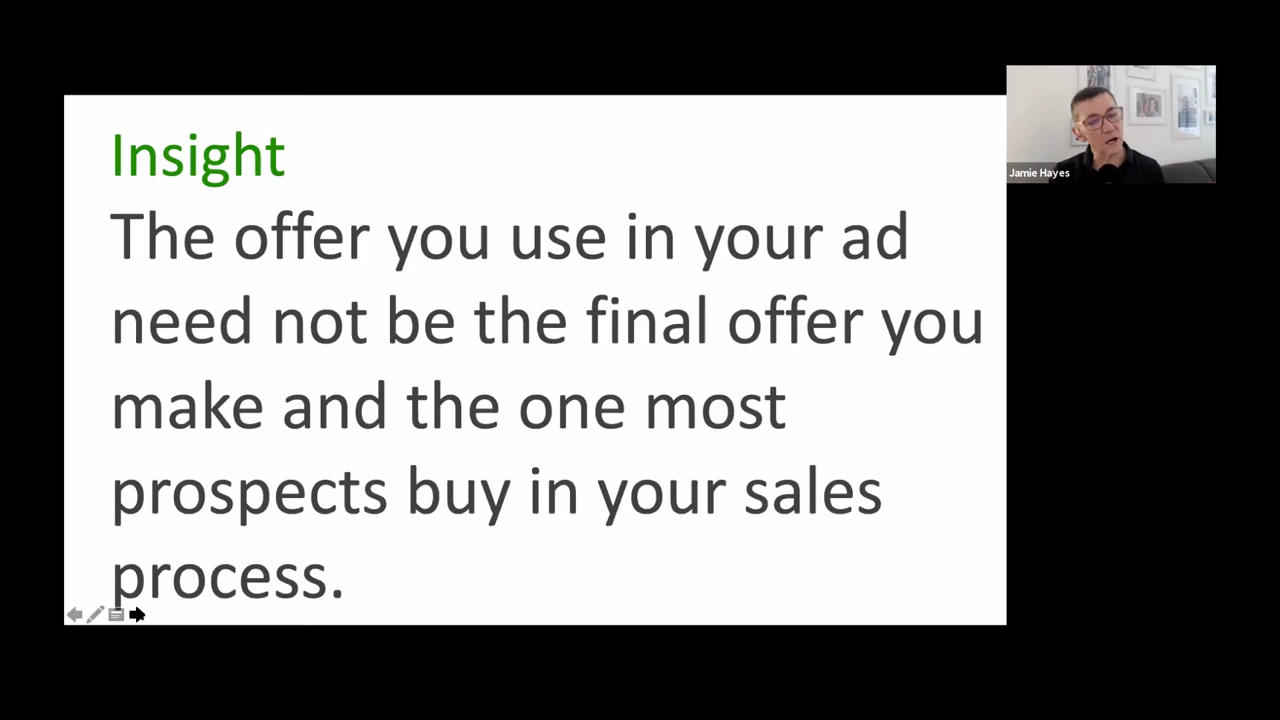 Insight
The offer you use in your ad
need not be the final offer you
make and the one most
prospects buy in your sales
process.
Jamie Hayes